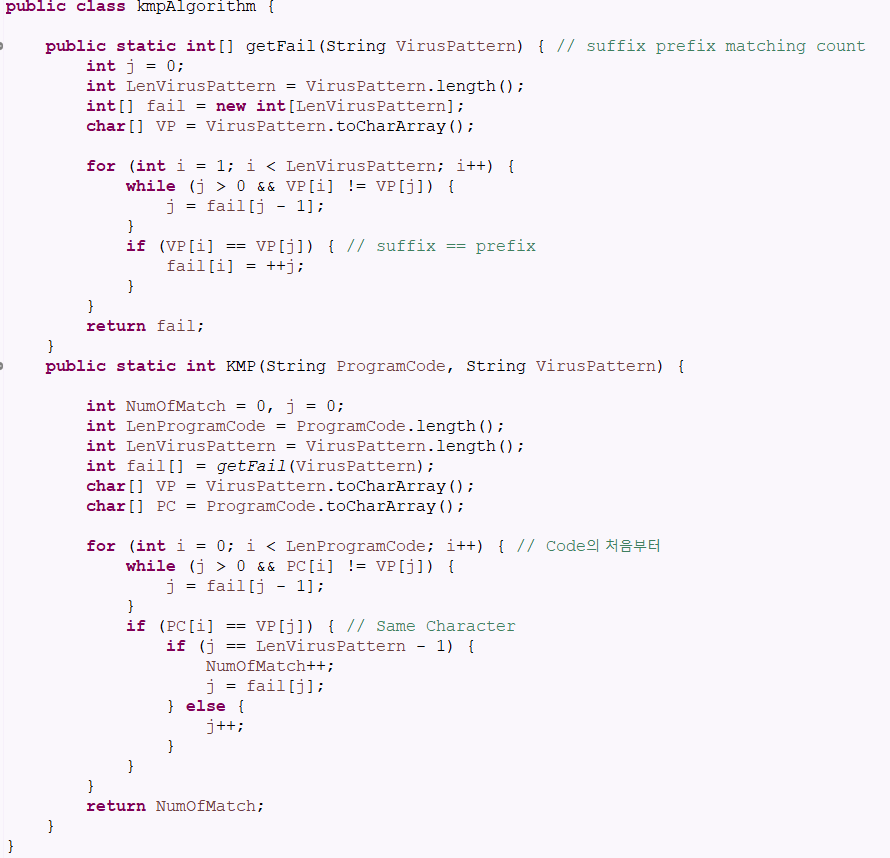 public class kmpAlgorithm {
public static int[] getFail(String VirusPattern) { // suffix prefix matching count
int j = 0;
int LenVirusPattern = VirusPattern.length();
int[] fail = new int[LenVirusPattern];
char[] VP = VirusPattern.toCharArray();
for (int i = 1; i < LenVirusPattern; i++) {
while (j > 0 && VP[i] != VP[j]) {
j = fail[j - 1];
}
if (VP[i] == VP[j]) { // suffix == prefix
fail[i] = ++j;
}
}
return fail;
}
public static int KMP(String ProgramCode, String VirusPattern) {
int NumOfMatch = 0, j = 0;
int LenProgramCode = ProgramCode.length();
int LenVirusPattern = VirusPattern.length();
int fail[] = getFail(VirusPattern);
char[] VP = VirusPattern.toCharArray();
char[] PC = ProgramCode.toCharArray();
for (int i = 0; i < LenProgramCode; i++) { // Code의 처음부터
while (j > 0 && PC[i] != VP[j]) {
j = fail[j - 1];
}
if (PC[i] == VP[j]) { // Same Character
if (j == LenVirusPattern - 1) {
NumOfMatch++;
j = fail[j];
} else {
j++;
}
}
}
return NumOfMatch;
}
}